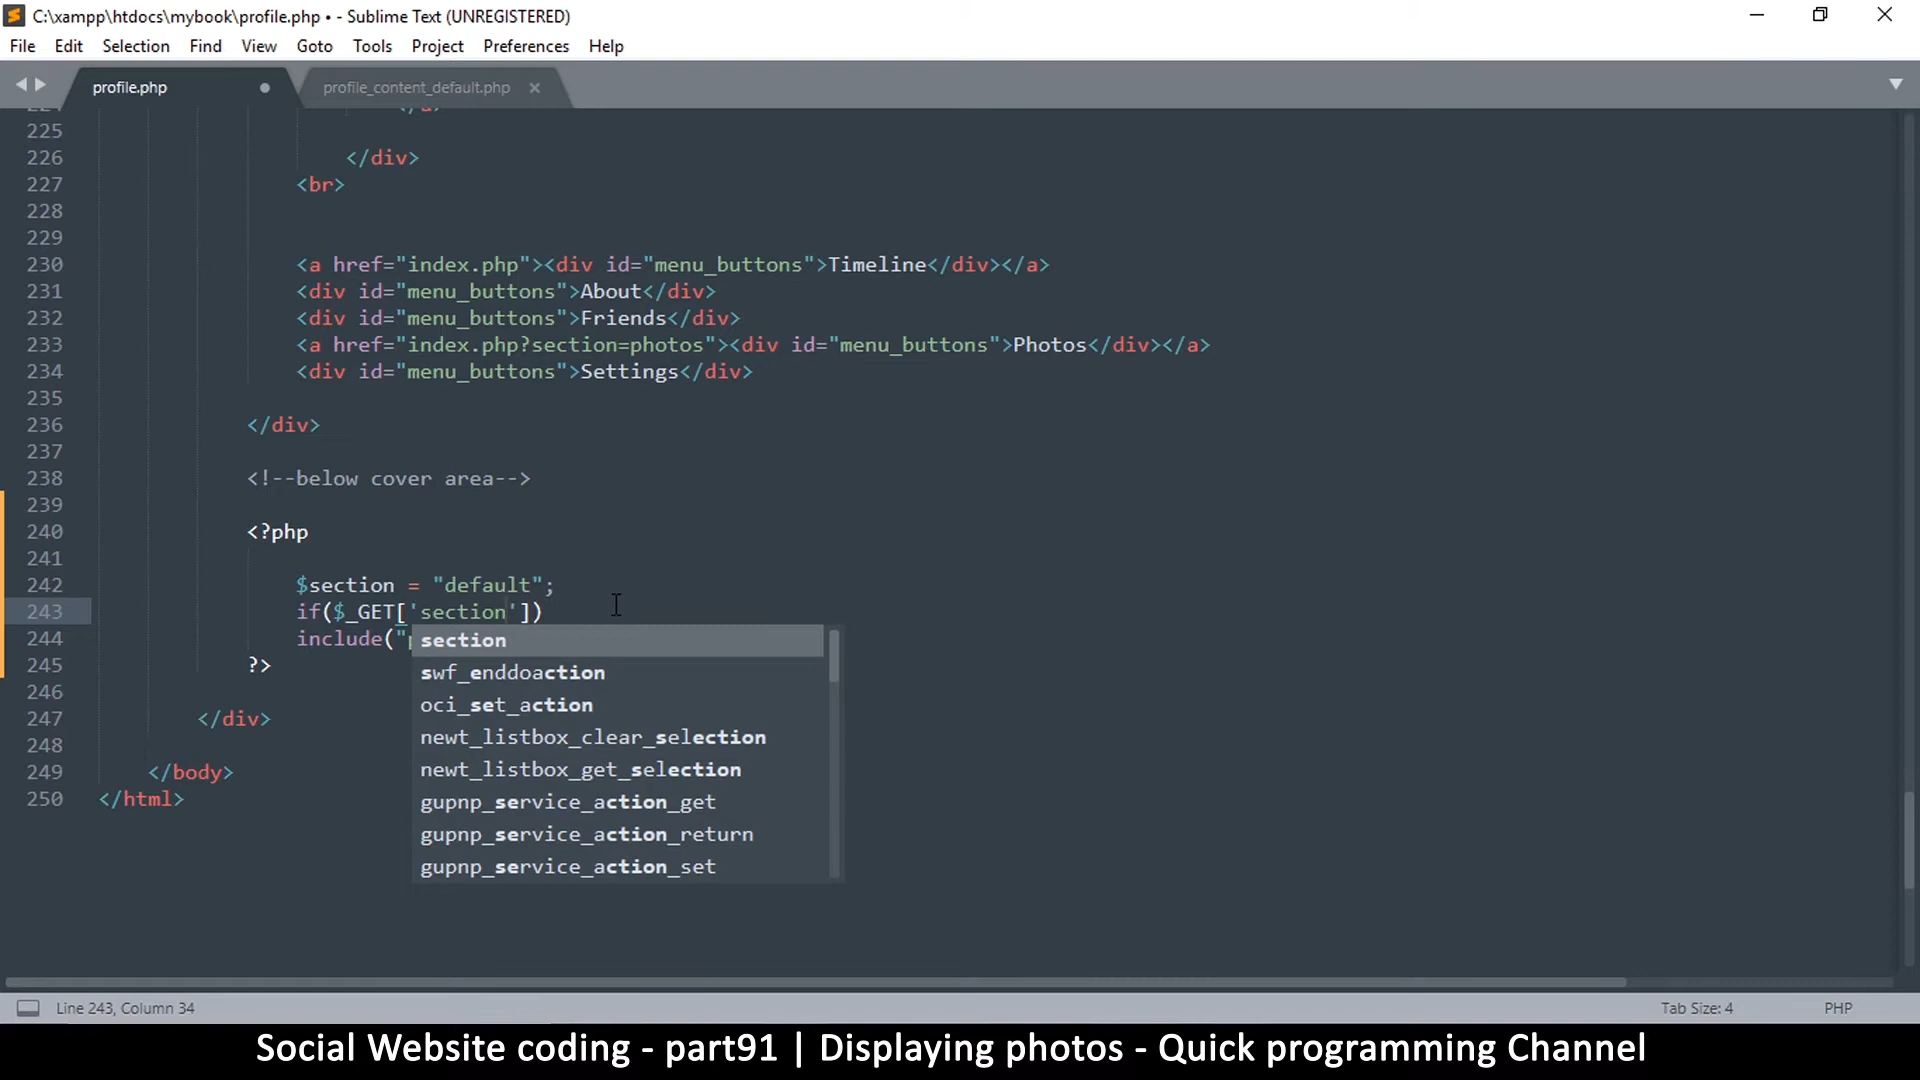 C:\xampp\htdocs\mybook\profile.php • - Sublime Text (UNREGISTERED)
File Edit Selection Find View Goto Tools Project Preferences Help
profile.php profile_content_default.php
225
226 </div>
227 <br>
228
229
230 <a href="index.php"><div id="menu_buttons">Timeline</div></a>
231 <div id="menu_buttons">About</div>
232 <div id="menu_buttons">Friends</div>
233 <a href="index.php?section=photos"><div id="menu_buttons">Photos</div></a>
234 <div id="menu_buttons">Settings</div>
235
236 </div>
237
238 <!--below cover area-->
239
240 <?php
241
242 $section = "default";
243 if($_GET['section'])
244 include("p
section
245 ?>
swf_enddoaction
246
oci_set_action
247 </div>
newt_listbox_clear_selection
248
newt_listbox_get_selection
249 </body>
250 </html>
gupnp_service_action_get
gupnp_service_action_return
gupnp_service_action_set
Line 243, Column 34 Tab Size: 4 PHP
Social Website coding - part91 | Displaying photos - Quick programming Channel